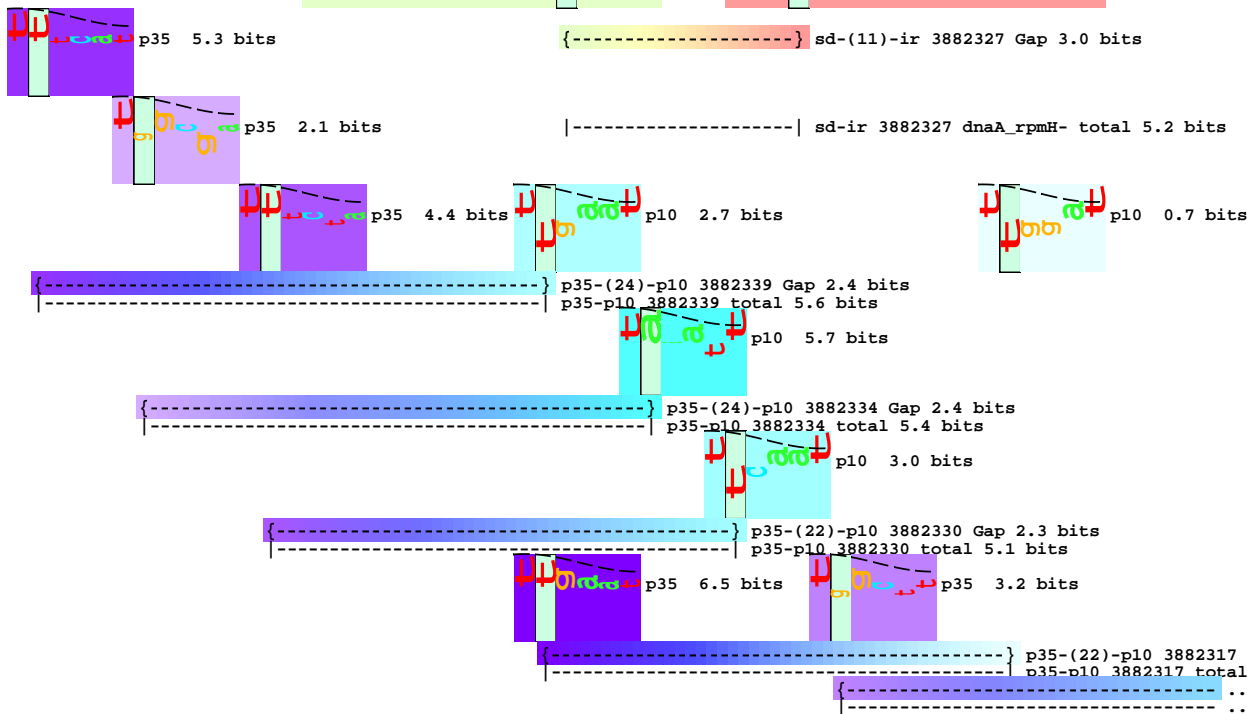 p35 5.3 bits
{----------------------} sd-(11)-ir 3882327 Gap 3.0 bits
p35 2.1 bits
|----------------------| sd-ir 3882327 dnaA_rpmH- total 5.2 bits
p35 4.4 bits
p10 2.7 bits
p10 0.7 bits
{------------------------------------------------} p35-(24)-p10 3882339 Gap 2.4 bits
|------------------------------------------------| p35-p10 3882339 total 5.6 bits
p10 5.7 bits
{------------------------------------------------} p35-(24)-p10 3882334 Gap 2.4 bits
|------------------------------------------------| p35-p10 3882334 total 5.4 bits
p10 3.0 bits
{--------------------------------------------} p35-(22)-p10 3882330 Gap 2.3 bits
|--------------------------------------------| p35-p10 3882330 total 5.1 bits
p35 6.5 bits
p35 3.2 bits
{--------------------------------------------} p35-(22)-p10 3882317
|--------------------------------------------| p35-p10 3882317 total
{------------------------------------ ..
|------------------------------------ ..